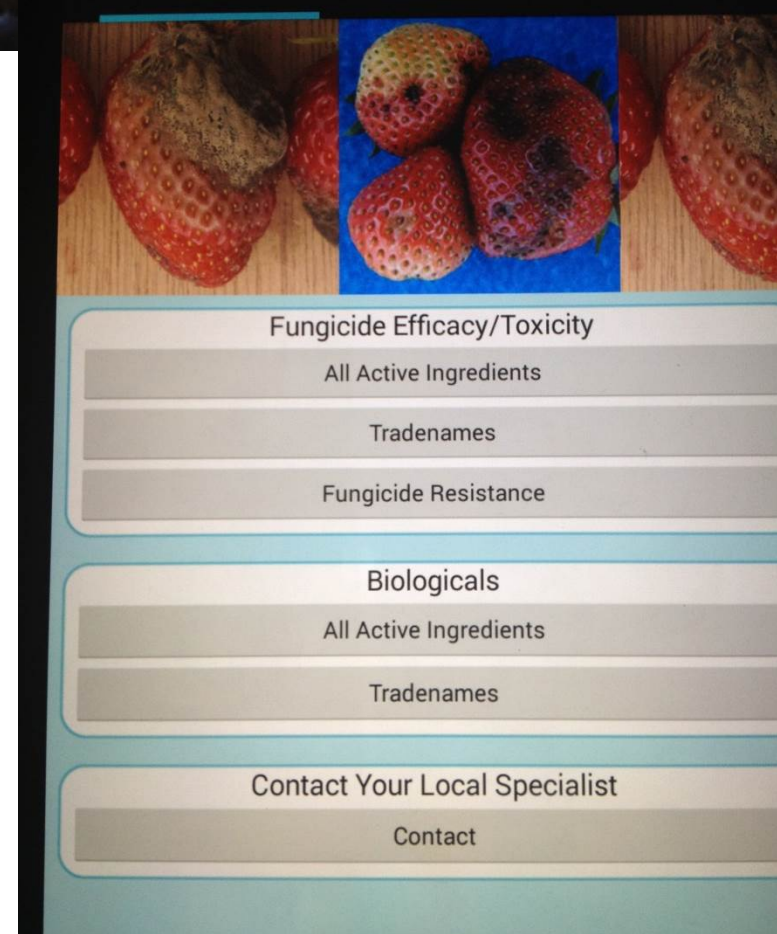 Fungicide Efficacy/Toxicity
All Active Ingredients
Tradenames
Fungicide Resistance
Biologicals
All Active Ingredients
Tradenames
Contact Your Local Specialist
Contact